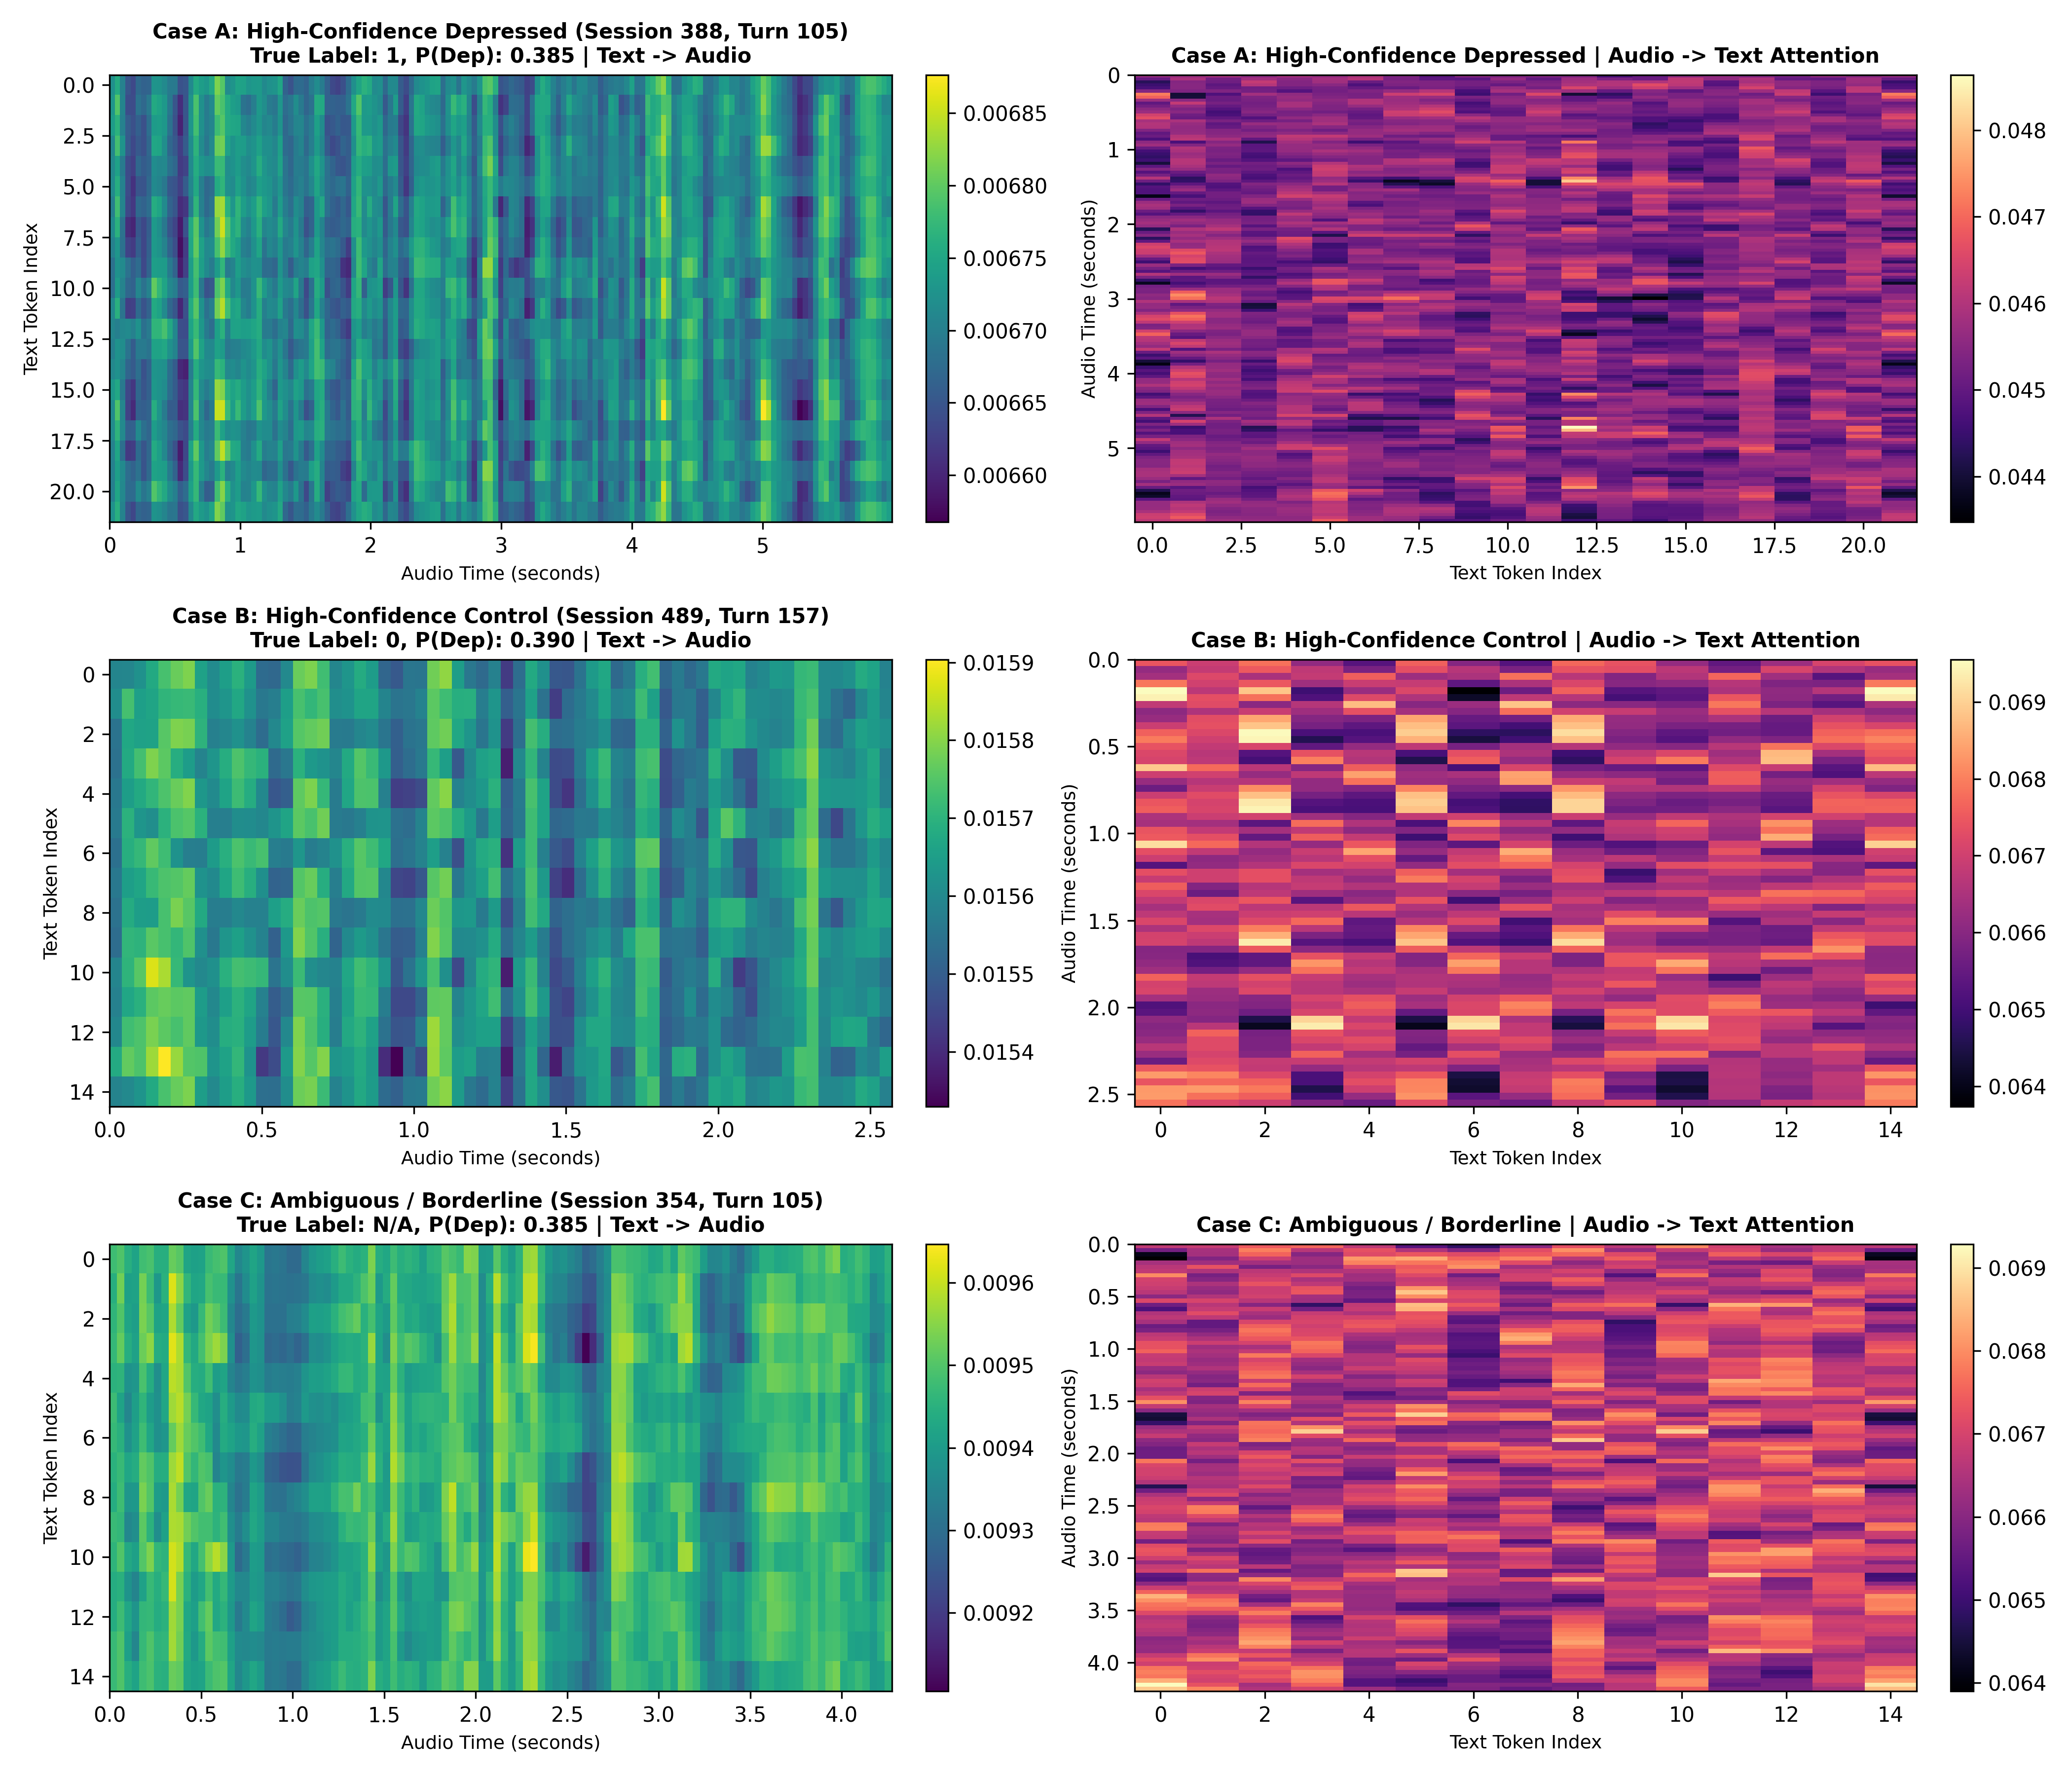 Case A: High-Confidence Depressed (Session 388, Turn 105)
True Label: 1, P(Dep): 0.385 | Text -> Audio
0.0
2.5
5.0
7.5
10.0
12.5
15.0
17.5
20.0
Text Token Index
0 1 2 3 4 5
Audio Time (seconds)
0.00685
0.00680
0.00675
0.00670
0.00665
0.00660
Case A: High-Confidence Depressed | Audio -> Text Attention
0
1
2
3
4
5
Audio Time (seconds)
0.0 2.5 5.0 7.5 10.0 12.5 15.0 17.5 20.0
Text Token Index
0.048
0.047
0.046
0.045
0.044
Case B: High-Confidence Control (Session 489, Turn 157)
True Label: 0, P(Dep): 0.390 | Text -> Audio
0
2
4
6
8
10
12
14
Text Token Index
0.0 0.5 1.0 1.5 2.0 2.5
Audio Time (seconds)
0.0159
0.0158
0.0157
0.0156
0.0155
0.0154
Case B: High-Confidence Control | Audio -> Text Attention
0.0
0.5
1.0
1.5
2.0
2.5
Audio Time (seconds)
0 2 4 6 8 10 12 14
Text Token Index
0.069
0.068
0.067
0.066
0.065
0.064
Case C: Ambiguous / Borderline (Session 354, Turn 105)
True Label: N/A, P(Dep): 0.385 | Text -> Audio
0
2
4
6
8
10
12
14
Text Token Index
0.0 0.5 1.0 1.5 2.0 2.5 3.0 3.5 4.0
Audio Time (seconds)
0.0096
0.0095
0.0094
0.0093
0.0092
Case C: Ambiguous / Borderline | Audio -> Text Attention
0.0
0.5
1.0
1.5
2.0
2.5
3.0
3.5
4.0
Audio Time (seconds)
0 2 4 6 8 10 12 14
Text Token Index
0.069
0.068
0.067
0.066
0.065
0.064